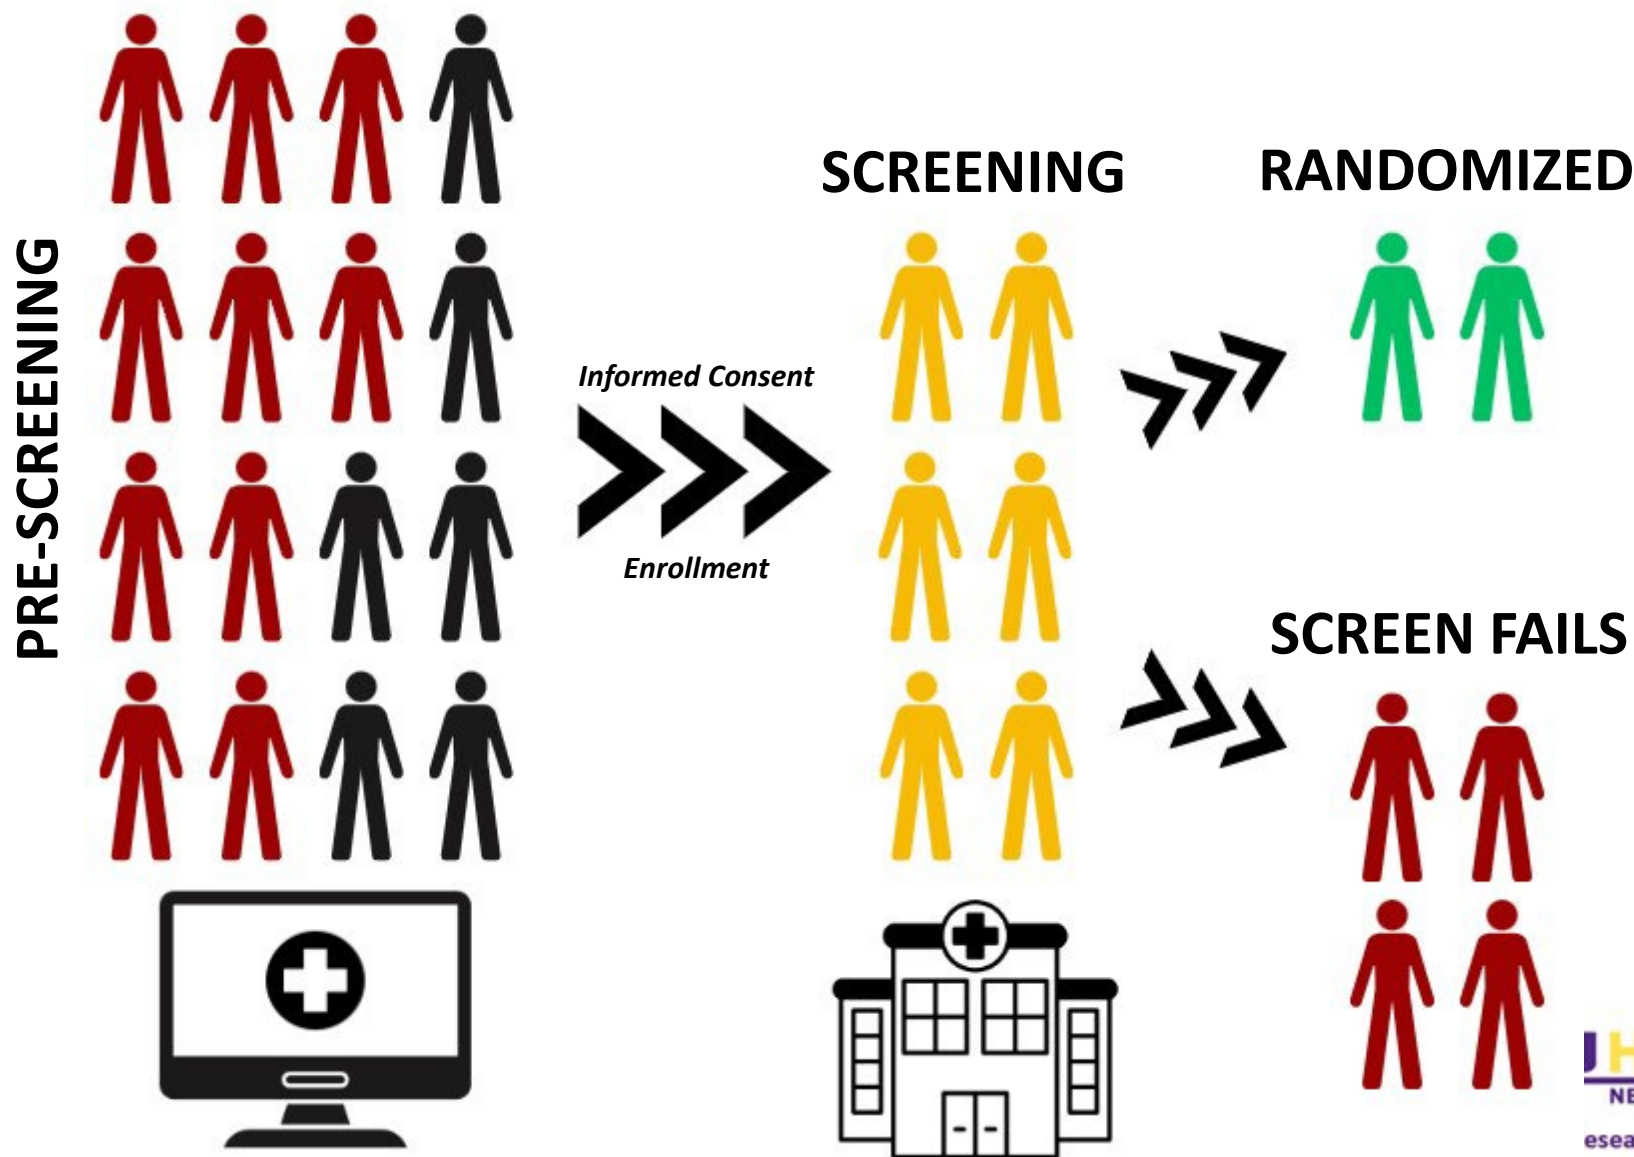 PRE-SCREENING
Informed Consent
Enrollment
SCREENING
RANDOMIZED
SCREEN FAILS